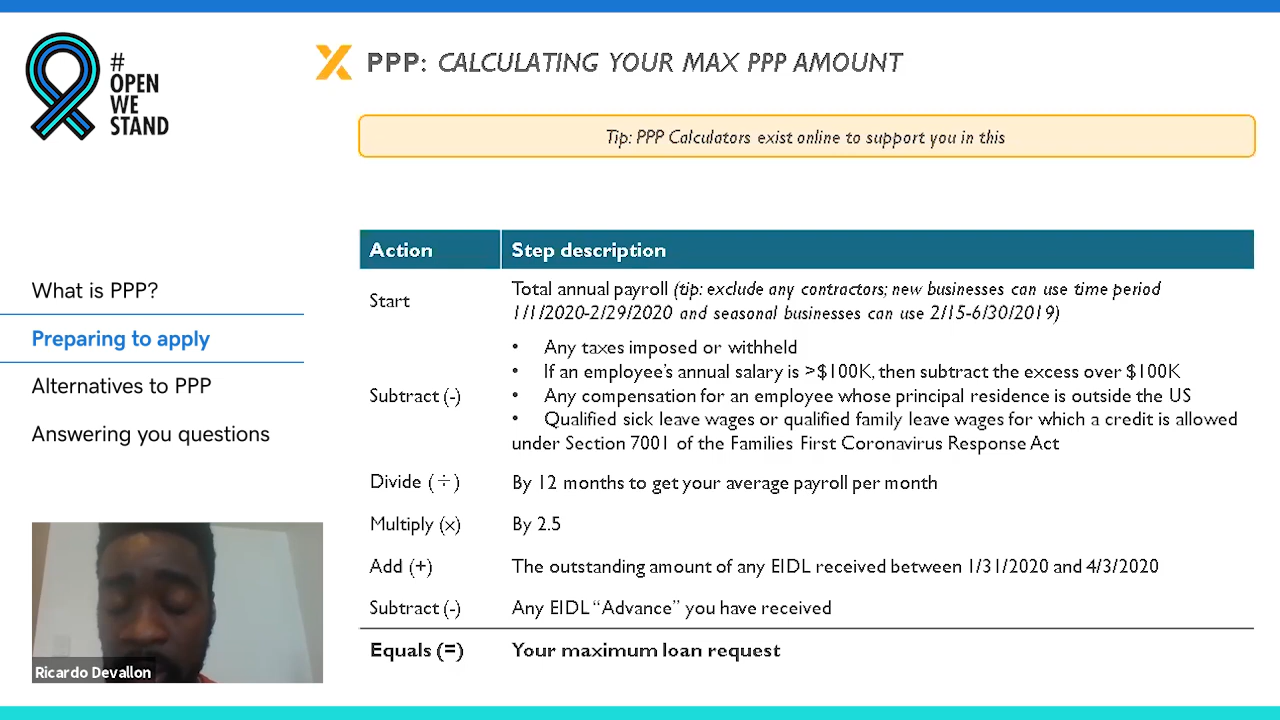 #
OPEN
WE
STAND
PPP: CALCULATING YOUR MAX PPP AMOUNT
Tip: PPP Calculators exist online to support you in this
What is PPP?
Preparing to apply
Alternatives to PPP
Answering you questions
Action
Step description
Start
Total annual payroll (tip: exclude any contractors; new businesses can use time period
1/1/2020-2/29/2020 and seasonal businesses can use 2/15-6/30/2019)
Subtract (-)
• Any taxes imposed or withheld
• If an employee's annual salary is >$100K, then subtract the excess over $100K
• Any compensation for an employee whose principal residence is outside the US
• Qualified sick leave wages or qualified family leave wages for which a credit is allowed
under Section 7001 of the Families First Coronavirus Response Act
Divide (÷)
By 12 months to get your average payroll per month
Multiply (x)
By 2.5
Add (+)
The outstanding amount of any EIDL received between 1/31/2020 and 4/3/2020
Subtract (-)
Any EIDL “Advance” you have received
Equals (=)
Your maximum loan request
Ricardo Devallon